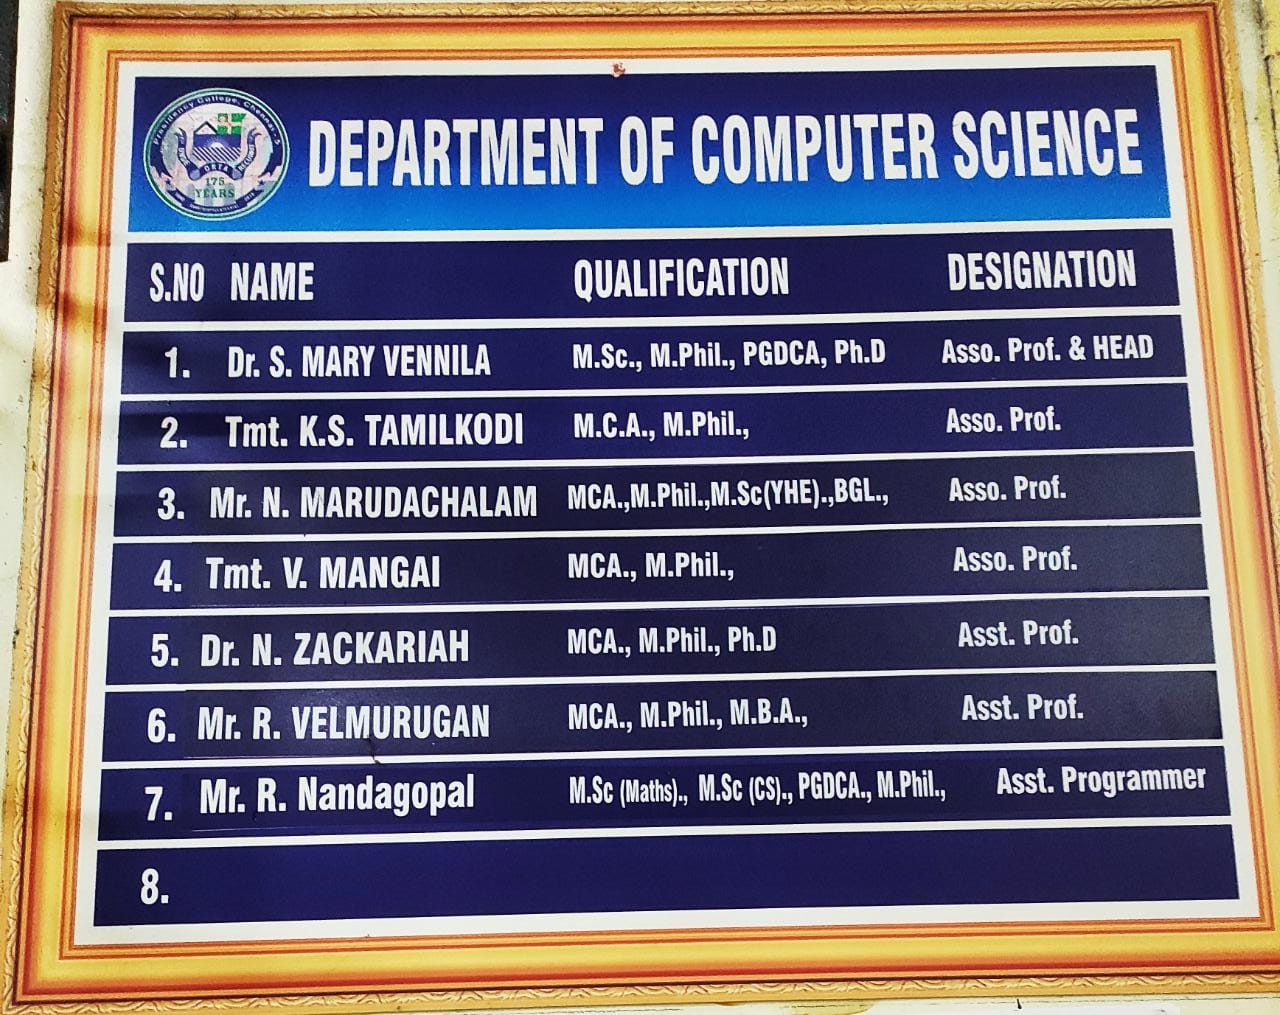 Presidency College, Chennai-5
175
YEARS
DEPARTMENT OF COMPUTER SCIENCE
S.NO NAME QUALIFICATION DESIGNATION
1. Dr. S. MARY VENNILA M.Sc., M.Phil., PGDCA, Ph.D Asso. Prof. & HEAD
2. Tmt. K.S. TAMILKODI M.C.A., M.Phil., Asso. Prof.
3. Mr. N. MARUDACHALAM MCA.,M.Phil.,M.Sc(YHE).,BGL., Asso. Prof.
4. Tmt. V. MANGAI MCA., M.Phil., Asso. Prof.
5. Dr. N. ZACKARIAH MCA., M.Phil., Ph.D Asst. Prof.
6. Mr. R. VELMURUGAN MCA., M.Phil., M.B.A., Asst. Prof.
7. Mr. R. Nandagopal M.Sc (Maths)., M.Sc (CS)., PGDCA., M.Phil., Asst. Programmer
8.